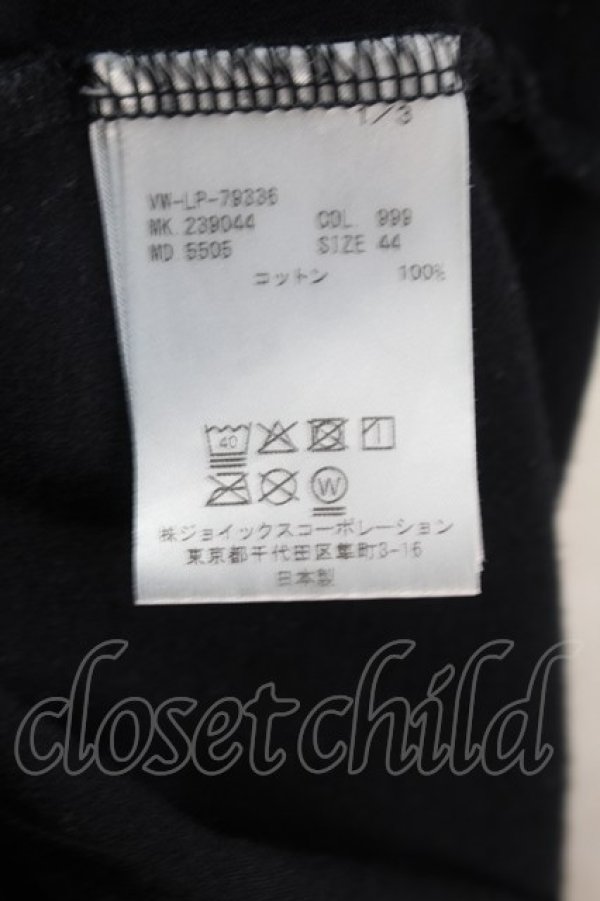 1/3
VW-LP-79336
MK.239044 COL. 999
MD.5505 SIZE 44
コットン 100%
40
W
㈱ジョイックスコーポレーション
東京都千代田区隼町3-16
日本製
closetchild